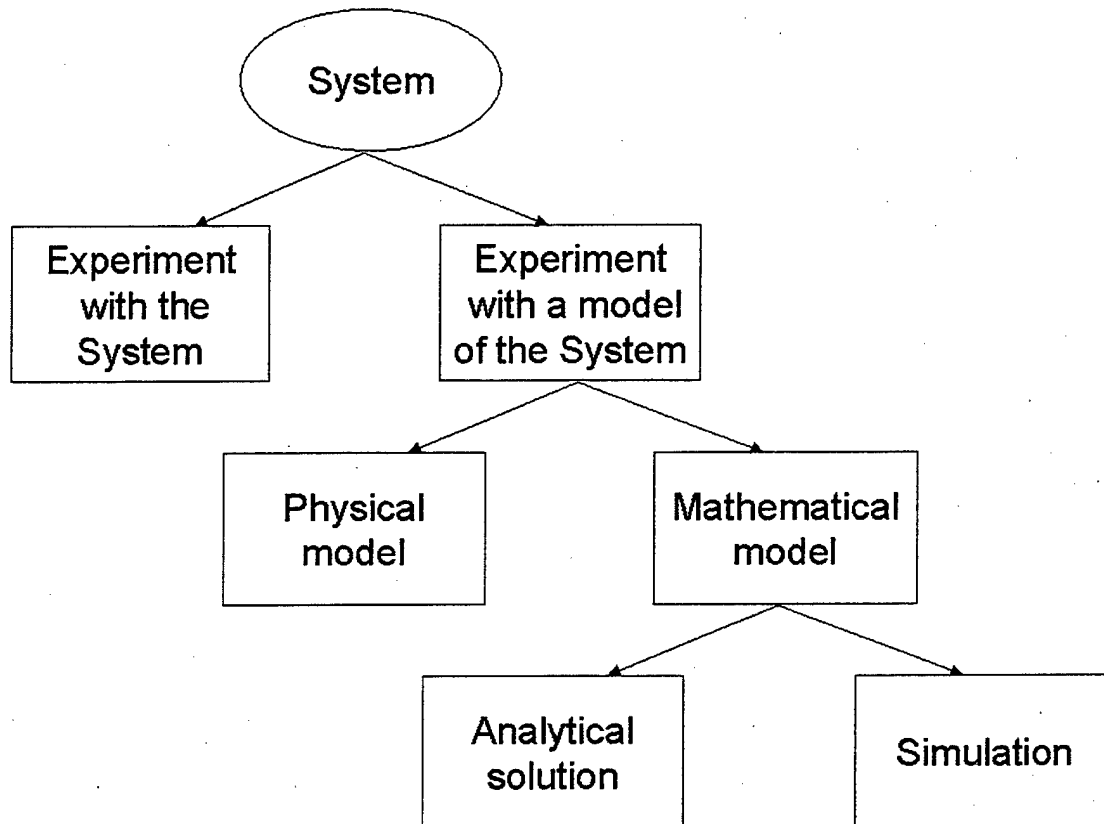 System
Experiment
with the
System
Experiment
with a model
of the System
Physical
model
Mathematical
model
Analytical
solution
Simulation